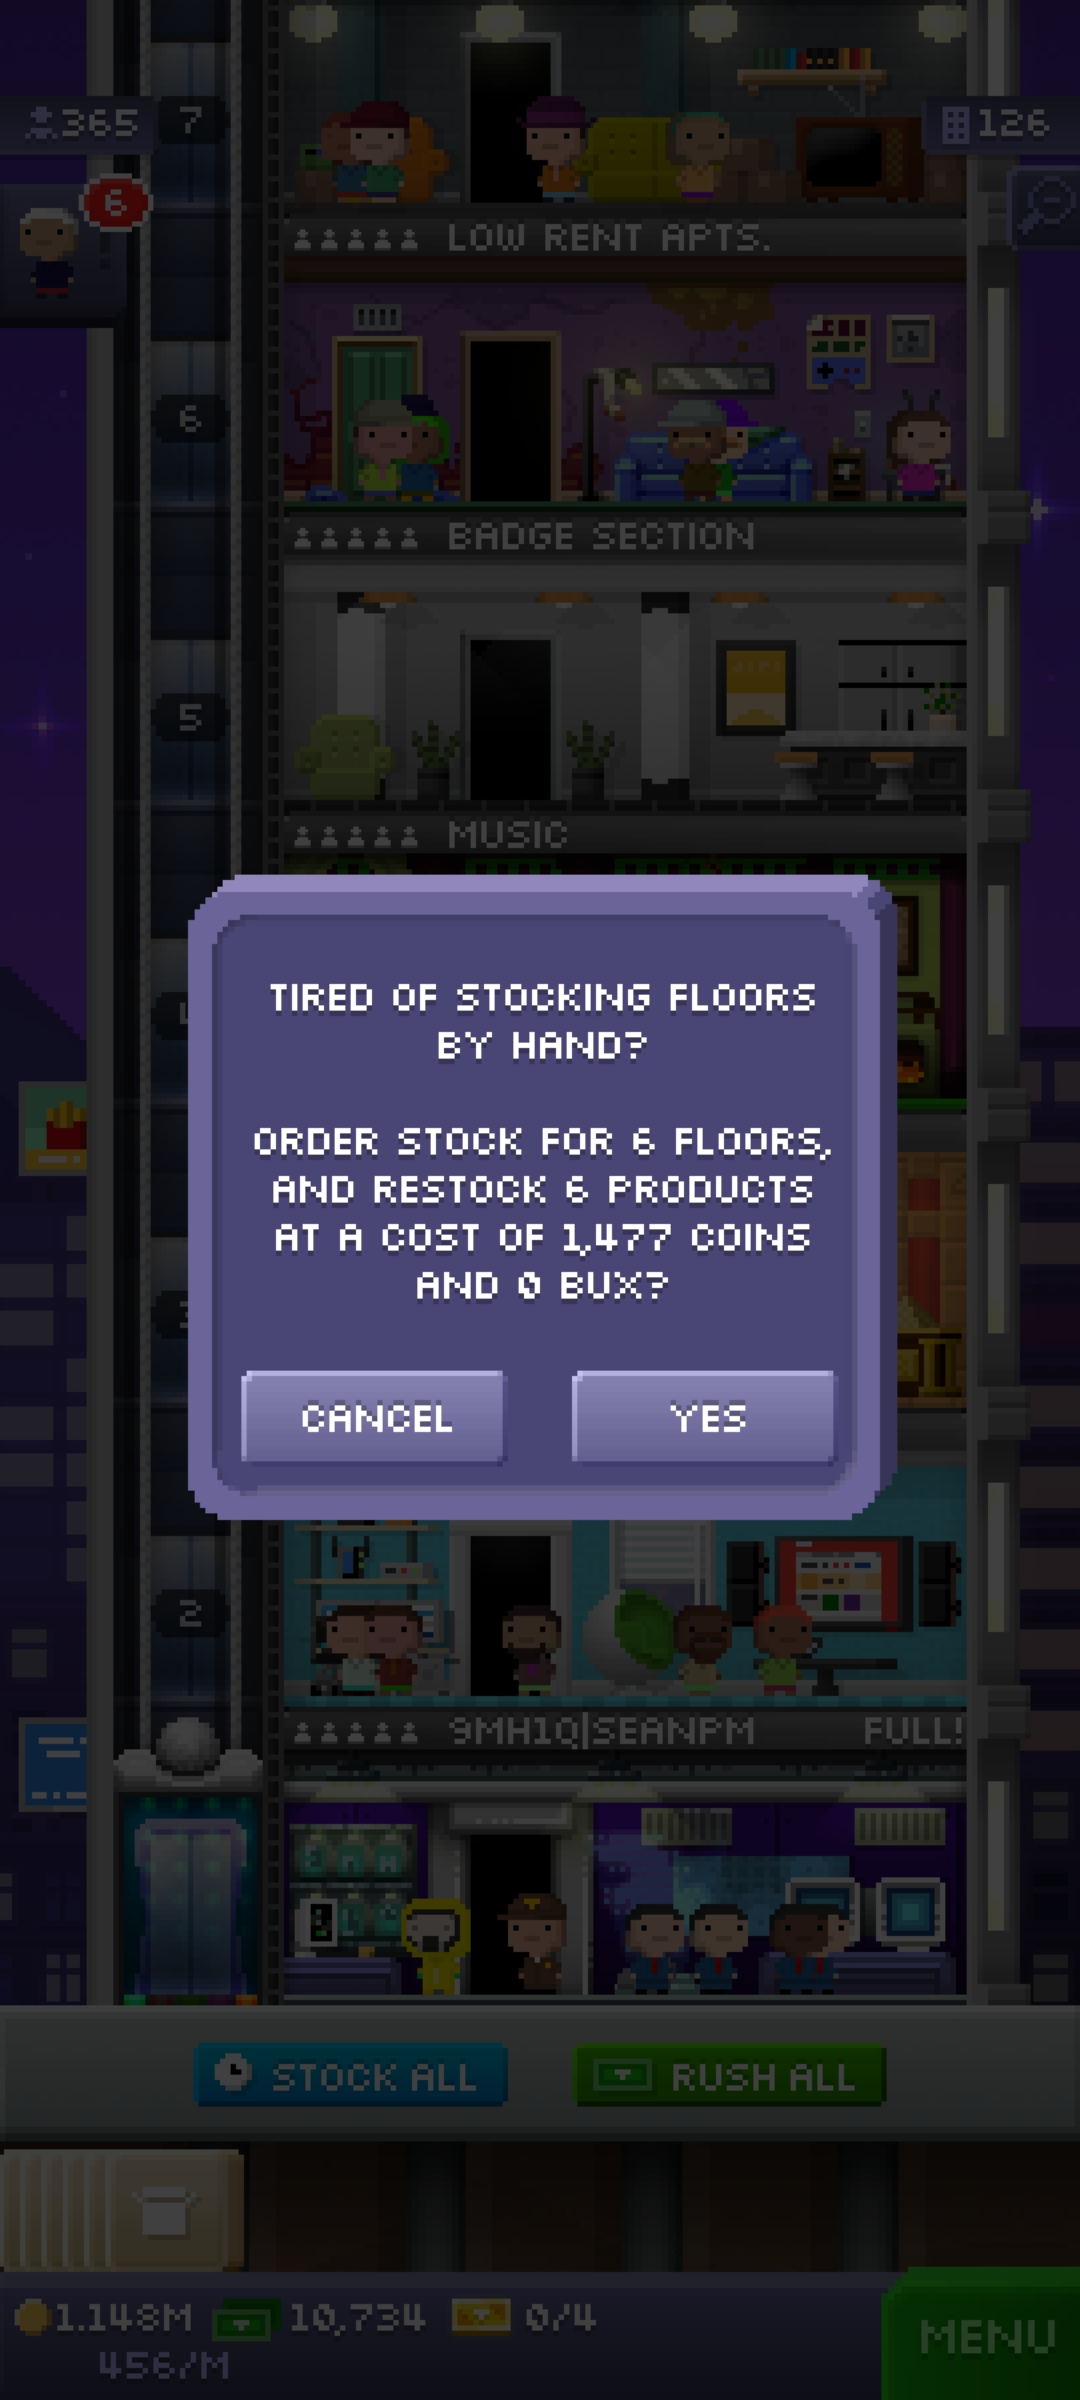 365
7
126
6
LOW RENT APTS.
6
BADGE SECTION
5
MUSIC
TIRED OF STOCKING FLOORS
BY HAND?
ORDER STOCK FOR 6 FLOORS,
AND RESTOCK 6 PRODUCTS
AT A COST OF 1,477 COINS
AND 0 BUX?
CANCEL
YES
2
9MH1Q|SEANPM
FULL!
STOCK ALL
RUSH ALL
1.148M
10,734
0/4
456/M
MENU